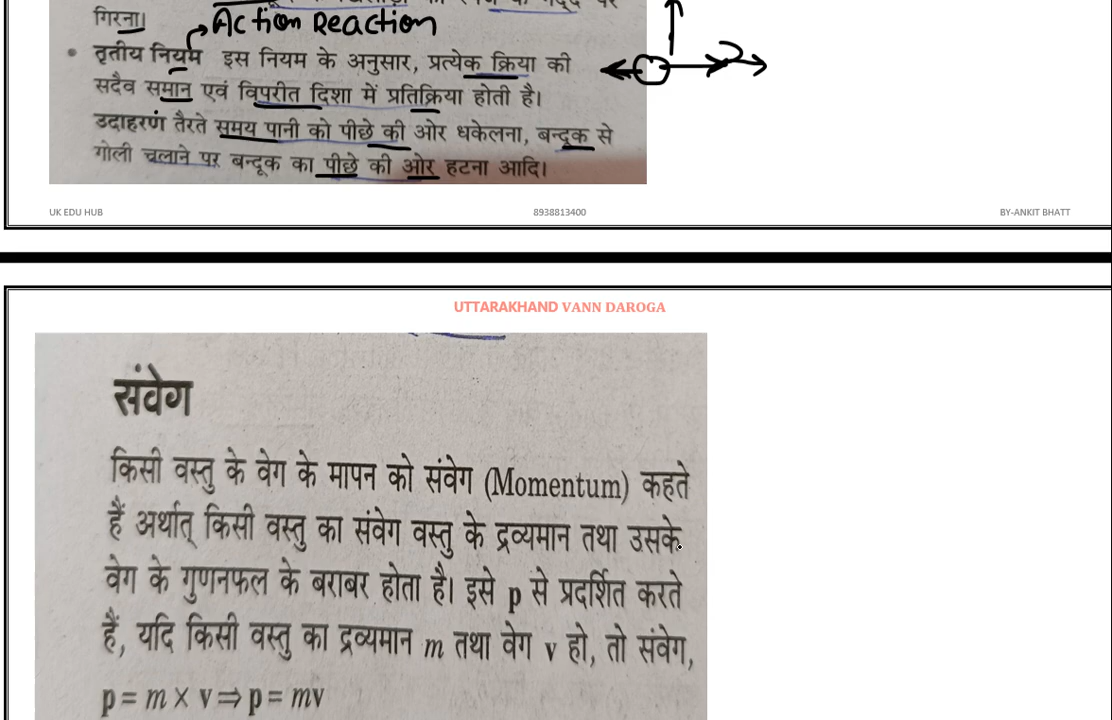 गिरना।
Action Reaction
• तृतीय नियम इस नियम के अनुसार, प्रत्येक क्रिया की
सदैव समान एवं विपरीत दिशा में प्रतिक्रिया होती है।
उदाहरण तैरते समय पानी को पीछे की ओर धकेलना, बन्दूक से
गोली चलाने पर बन्दूक का पीछे की ओर हटना आदि।
UK EDU HUB 8938813400 BY-ANKIT BHATT
UTTARAKHAND VANN DAROGA
संवेग
किसी वस्तु के वेग के मापन को संवेग (Momentum) कहते
हैं अर्थात् किसी वस्तु का संवेग वस्तु के द्रव्यमान तथा उसके
वेग के गुणनफल के बराबर होता है। इसे p से प्रदर्शित करते
हैं, यदि किसी वस्तु का द्रव्यमान m तथा वेग v हो, तो संवेग,
p = m × v ⇒ p = mv